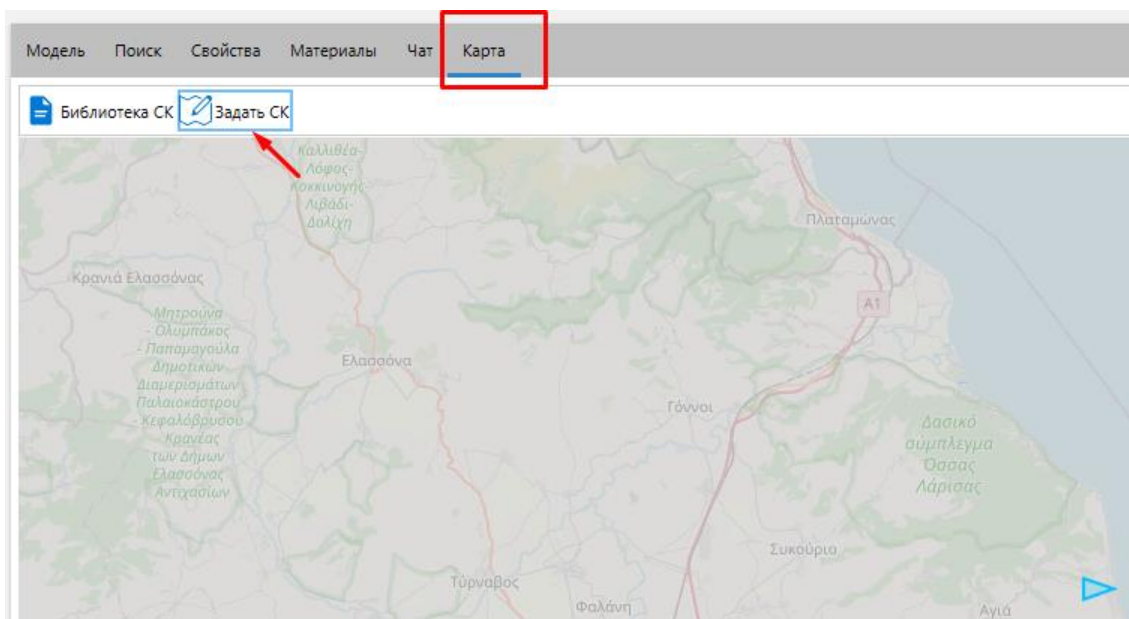 Модель Поиск Свойства Материалы Чат Карта
Библиотека СК Задать СК
Καλλιθέα-
Λόφος-
Κοκκινογής-
Λιβάδι-
Δολίχη
Πλαταμώνας
Κρανιά Ελασσόνας
A1
Μητρούνα
- Ολυμπάκος
- Παπαμαγούλα
Δημοτικών
Διαμερισμάτων
Παλαιοκάστρου
- Κεφαλόβρυσου
Κρανέας
των Δήμων
Ελασσόνας
Αντιχασίων
Ελασσόνα
Γόννοι
Δασικό
σύμπλεγμα
Όσσας
Λάρισας
Συκούριο
Τύρναβος
Φαλάνη
Αγιά